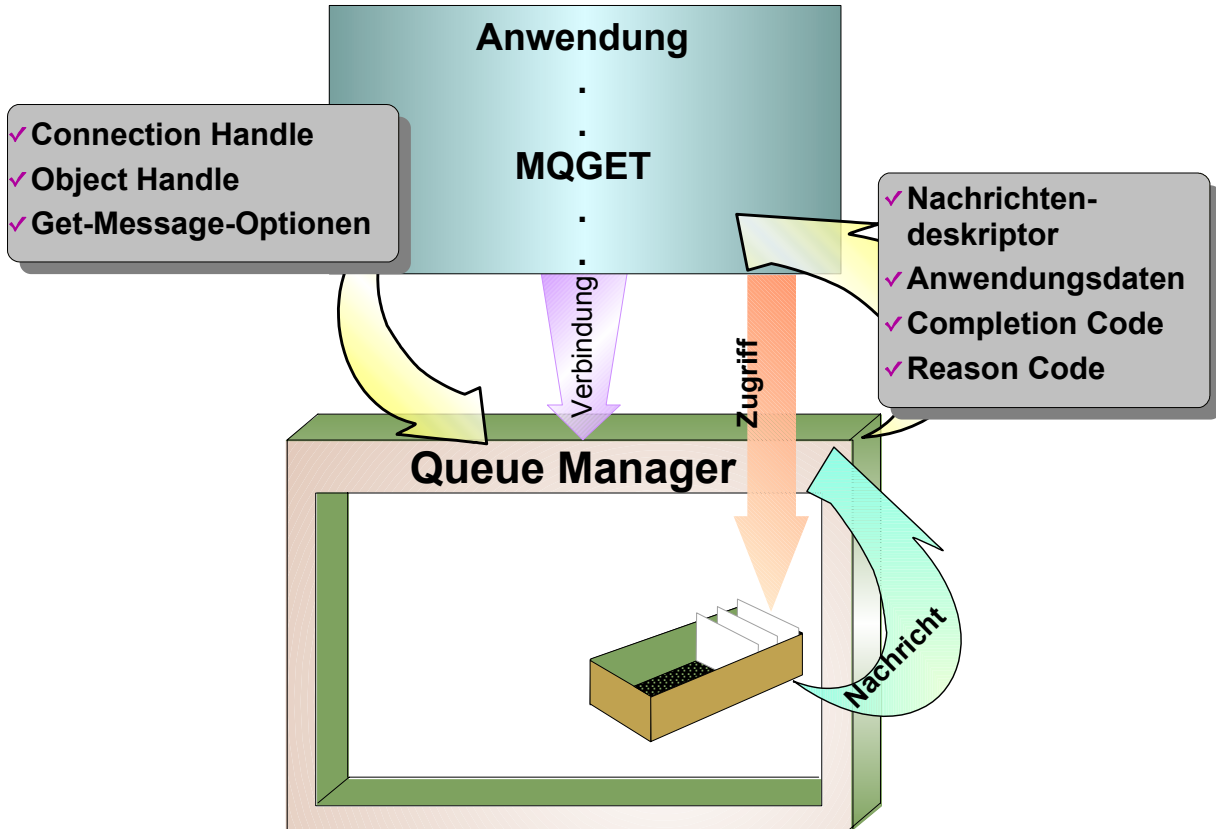 Anwendung
.
.
MQGET
.
.
Connection Handle
Object Handle
Get-Message-Optionen
Nachrichten-
deskriptor
Anwendungsdaten
Completion Code
Reason Code
Verbindung
Zugriff
Queue Manager
Nachricht